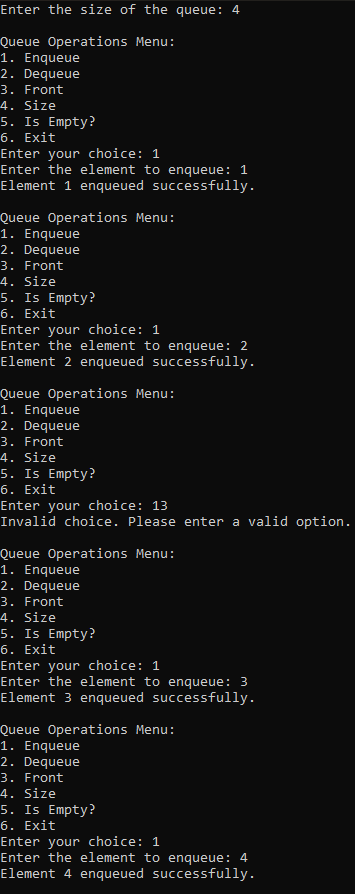 Enter the size of the queue: 4
Queue Operations Menu:
1. Enqueue
2. Dequeue
3. Front
4. Size
5. Is Empty?
6. Exit
Enter your choice: 1
Enter the element to enqueue: 1
Element 1 enqueued successfully.
Queue Operations Menu:
1. Enqueue
2. Dequeue
3. Front
4. Size
5. Is Empty?
6. Exit
Enter your choice: 1
Enter the element to enqueue: 2
Element 2 enqueued successfully.
Queue Operations Menu:
1. Enqueue
2. Dequeue
3. Front
4. Size
5. Is Empty?
6. Exit
Enter your choice: 13
Invalid choice. Please enter a valid option.
Queue Operations Menu:
1. Enqueue
2. Dequeue
3. Front
4. Size
5. Is Empty?
6. Exit
Enter your choice: 1
Enter the element to enqueue: 3
Element 3 enqueued successfully.
Queue Operations Menu:
1. Enqueue
2. Dequeue
3. Front
4. Size
5. Is Empty?
6. Exit
Enter your choice: 1
Enter the element to enqueue: 4
Element 4 enqueued successfully.